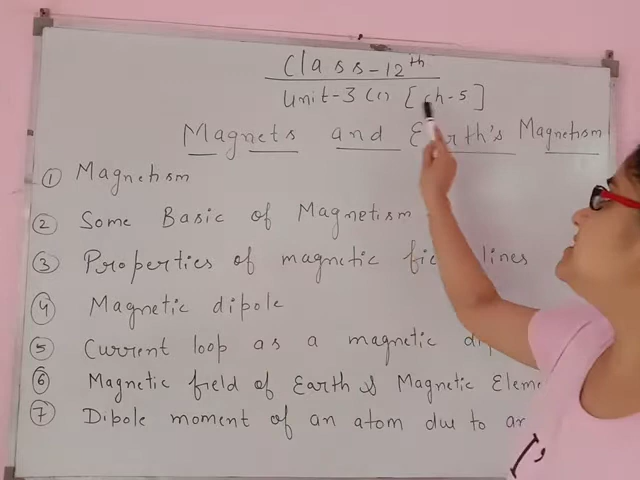 Class-12th
Unit-3 (1) [ch-5]
Magnets and Earth's Magnetism
① Magnetism
② Some Basic of Magnetism
③ Properties of magnetic lines
④ Magnetic dipole
⑤ Current loop as a magnetic
⑥ Magnetic field of Earth & Magnetic Eleme
⑦ Dipole moment of an atom due to